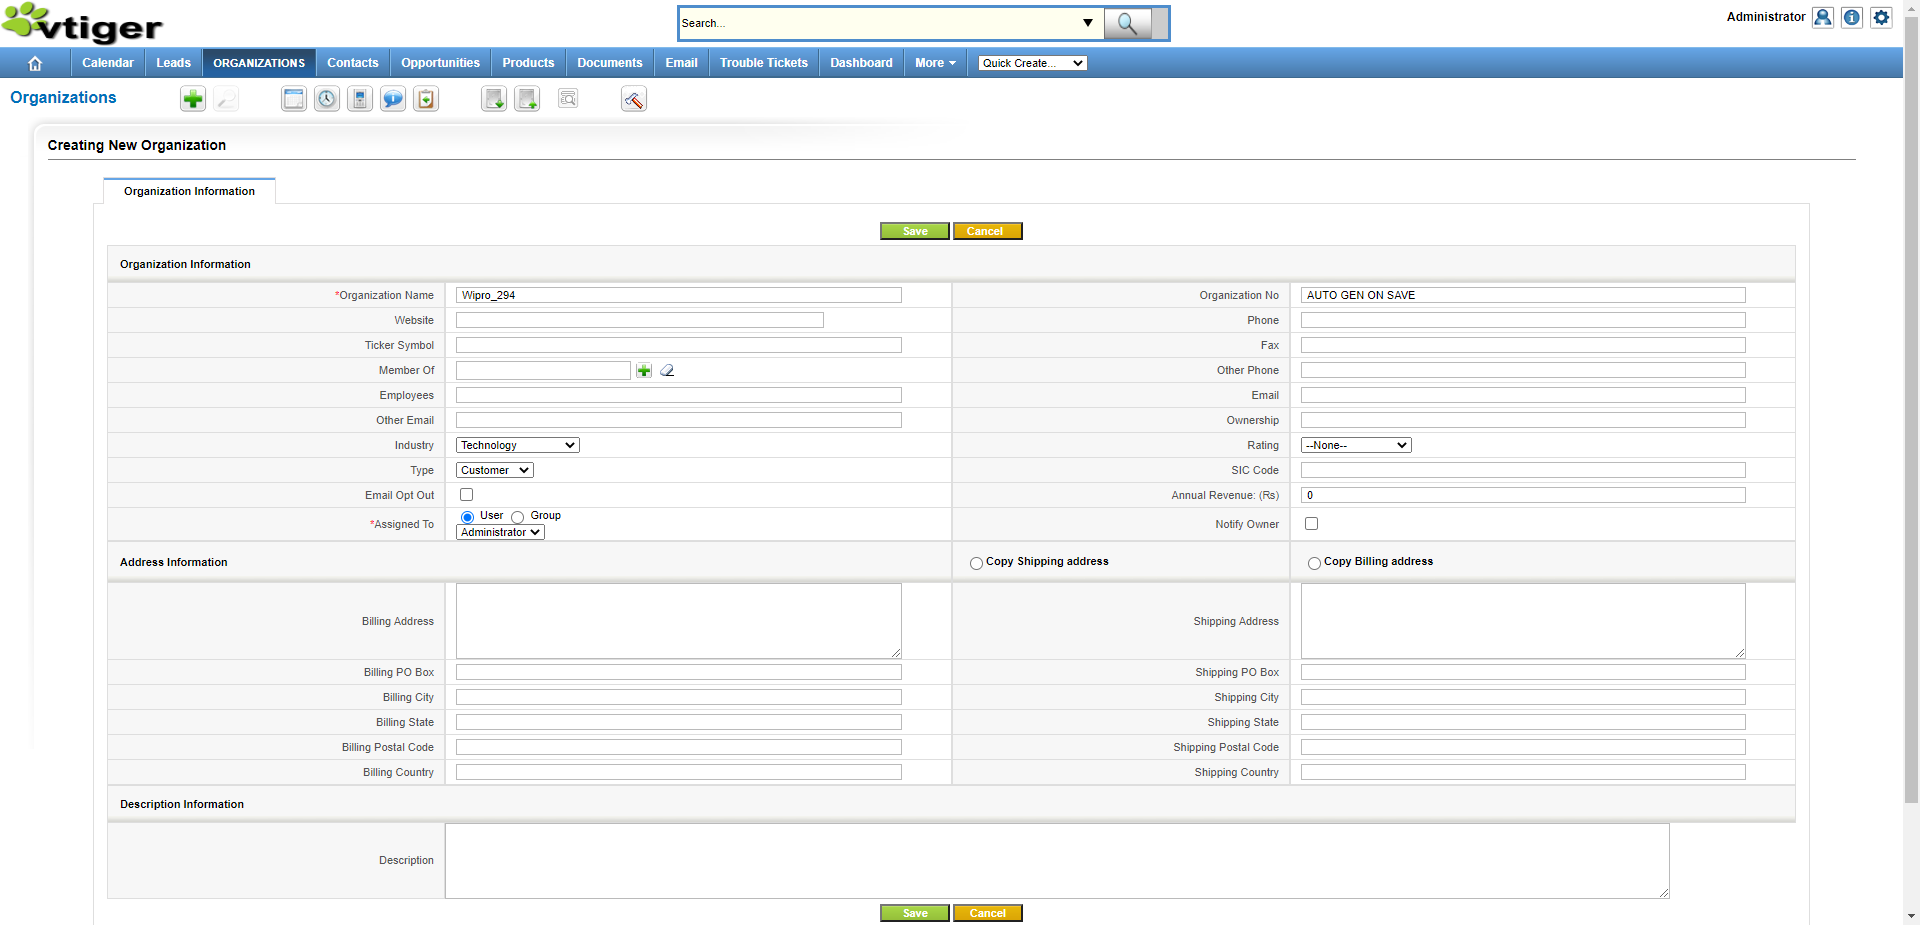 vtiger
Search...
Administrator
Calendar Leads ORGANIZATIONS Contacts Opportunities Products Documents Email Trouble Tickets Dashboard More Quick Create...
Organizations
Creating New Organization
Organization Information
Save Cancel
Organization Information
*Organization Name Wipro_294 Organization No AUTO GEN ON SAVE
Website Phone
Ticker Symbol Fax
Member Of Other Phone
Employees Email
Other Email Ownership
Industry Technology Rating --None--
Type Customer SIC Code
Email Opt Out Annual Revenue: (Rs) 0
*Assigned To User Group Administrator Notify Owner
Address Information Copy Shipping address Copy Billing address
Billing Address Shipping Address
Billing PO Box Shipping PO Box
Billing City Shipping City
Billing State Shipping State
Billing Postal Code Shipping Postal Code
Billing Country Shipping Country
Description Information
Description
Save Cancel